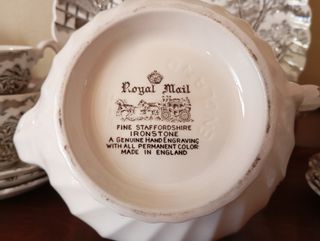 Royal Mail
FINE STAFFORDSHIRE
IRONSTONE
A GENUINE HAND ENGRAVING
WITH ALL PERMANENT COLOR
MADE IN ENGLAND